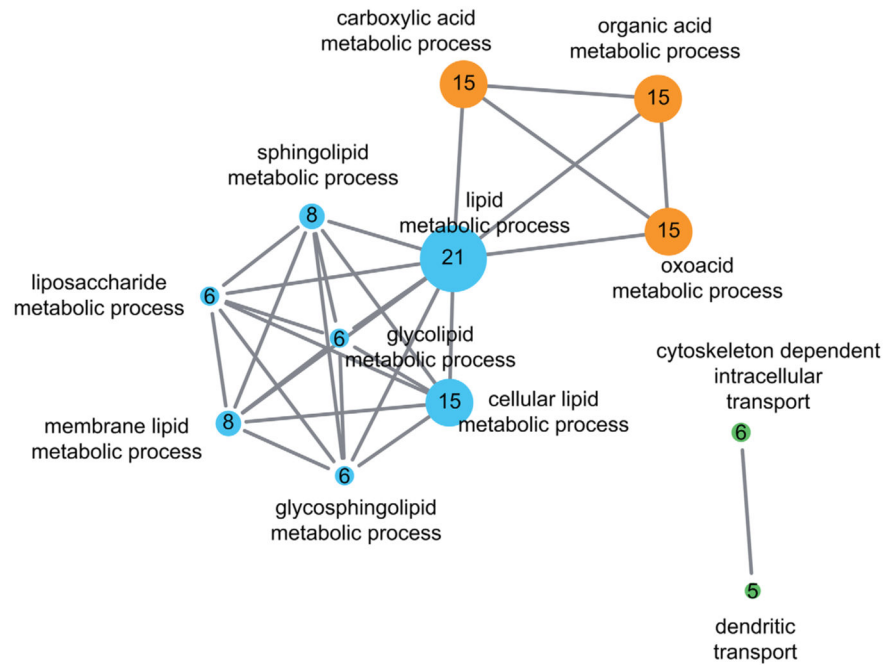 carboxylic acid
metabolic process
organic acid
metabolic process
15
15
sphingolipid
metabolic process
lipid
metabolic process
8
15
21
oxoacid
metabolic process
liposaccharide
metabolic process
6
6
glycolipid
metabolic process
cytoskeleton dependent
intracellular
transport
15
cellular lipid
metabolic process
membrane lipid
metabolic process
8
6
6
glycosphingolipid
metabolic process
5
dendritic
transport